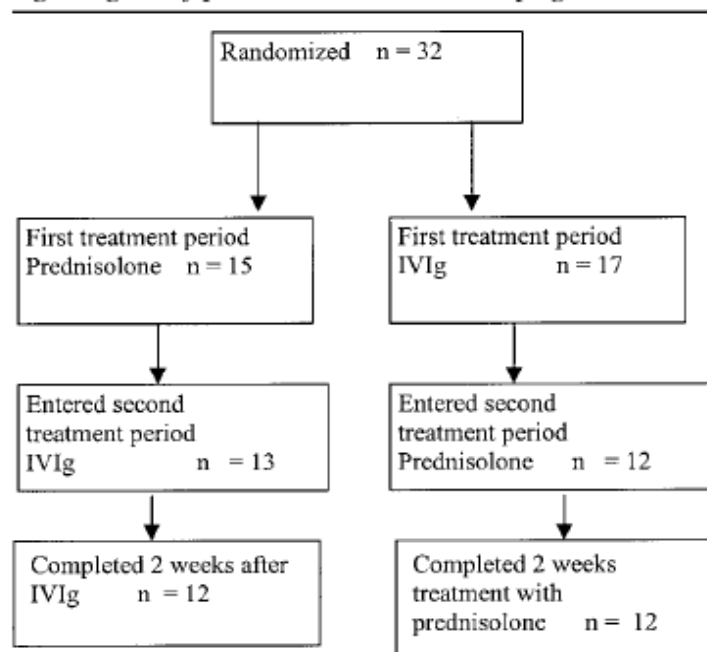 Randomized n = 32
First treatment period
Prednisolone n = 15
First treatment period
IVIg n = 17
Entered second
treatment period
IVIg n = 13
Entered second
treatment period
Prednisolone n = 12
Completed 2 weeks after
IVIg n = 12
Completed 2 weeks
treatment with
prednisolone n = 12